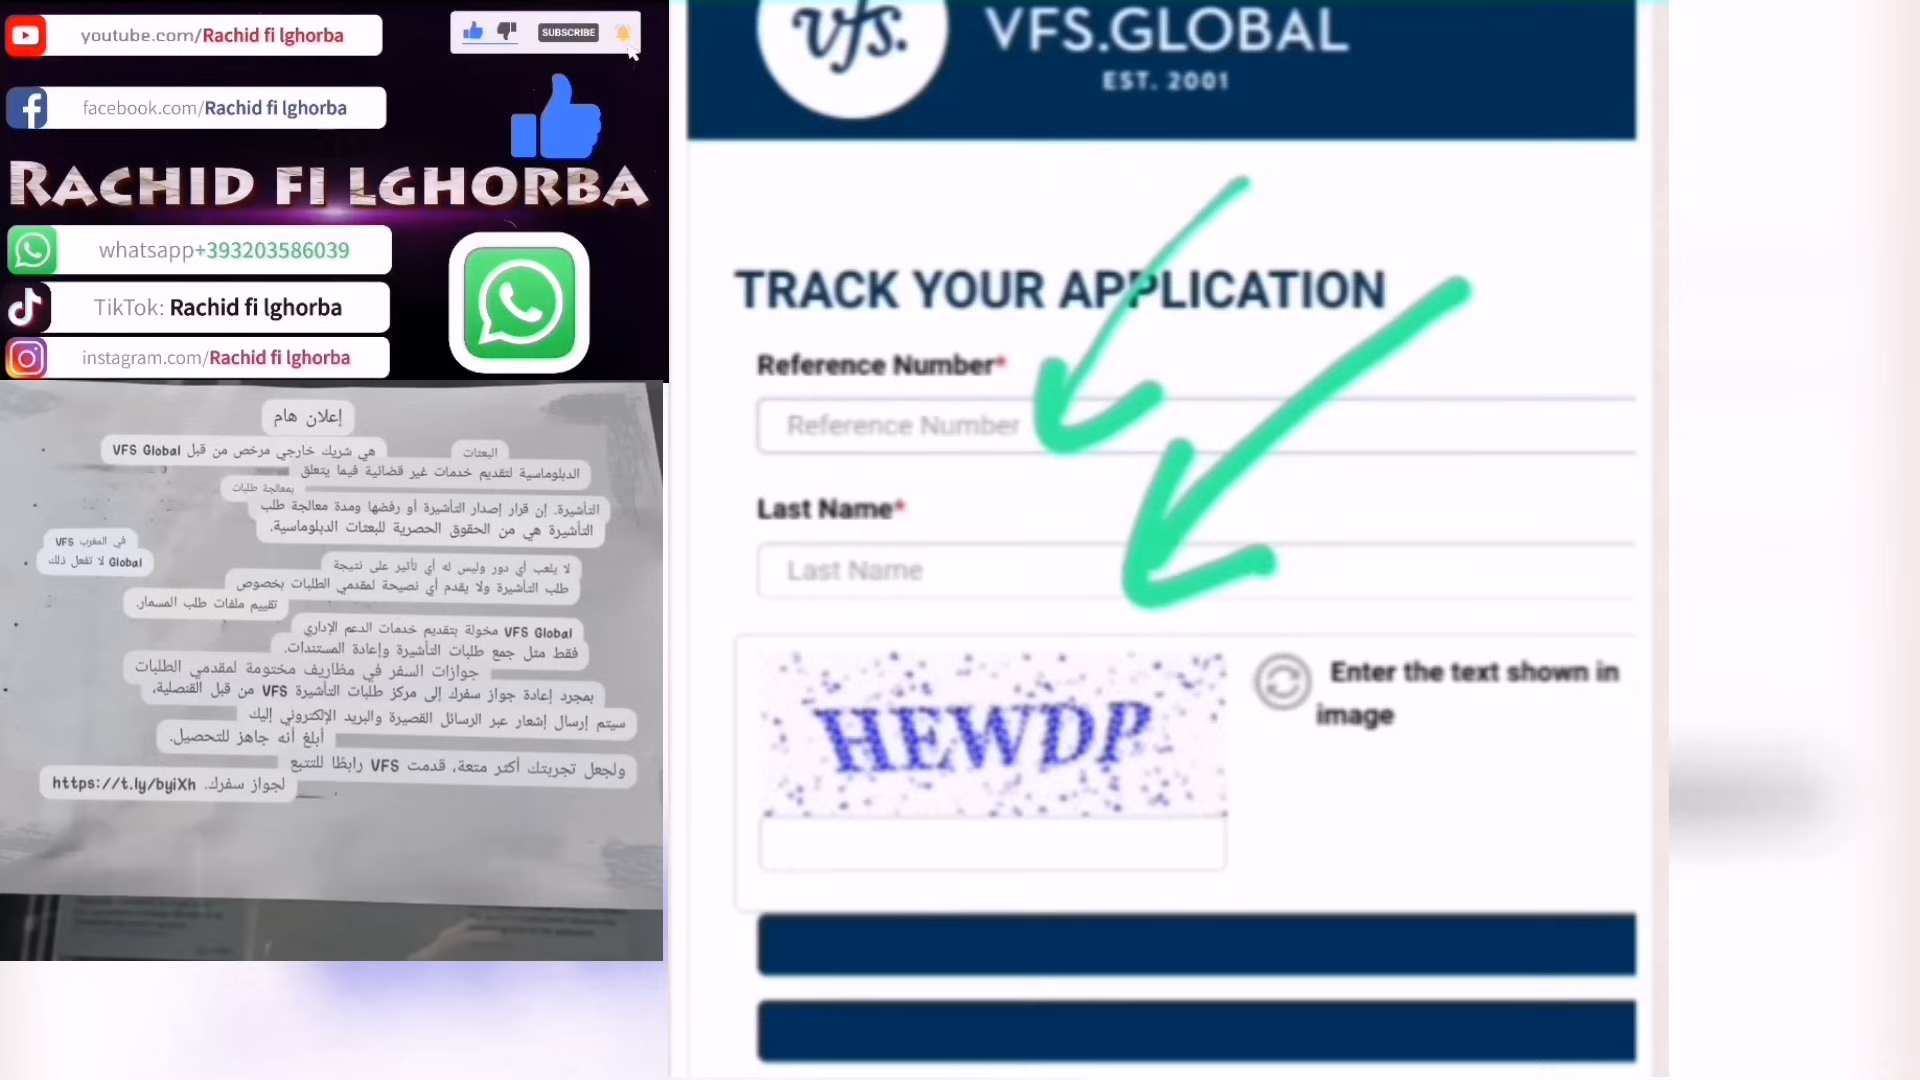 youtube.com/Rachid fi lghorba
SUBSCRIBE
facebook.com/Rachid fi lghorba
RACHID FI LGHORBA
whatsapp+393203586039
TikTok: Rachid fi lghorba
instagram.com/Rachid fi lghorba
إعلان هام
البعثات
هي شريك خارجي مرخص من قبل VFS Global
الدبلوماسية لتقديم خدمات غير قضائية فيما يتعلق
بمعالجة طلبات
التأشيرة. إن قرار إصدار التأشيرة أو رفضها ومدة معالجة طلب
التأشيرة هي من الحقوق الحصرية للبعثات الدبلوماسية.
في المغرب VFS
Global لا تفعل ذلك
لا يلعب أي دور وليس له أي تأثير على نتيجة
طلب التأشيرة ولا يقدم أي نصيحة لمقدمي الطلبات بخصوص
تقييم ملفات طلب المسمار.
VFS Global مخولة بتقديم خدمات الدعم الإداري
فقط مثل جمع طلبات التأشيرة وإعادة المستندات.
جوازات السفر في مظاريف مختومة لمقدمي الطلبات
بمجرد إعادة جواز سفرك إلى مركز طلبات التأشيرة VFS من قبل القنصلية،
سيتم إرسال إشعار عبر الرسائل القصيرة والبريد الإلكتروني إليك
أبلغ أنه جاهز للتحصيل.
ولجعل تجربتك أكثر متعة، قدمت VFS رابطًا للتتبع
لجواز سفرك. https://t.ly/byiXh
vfs.
VFS.GLOBAL
EST. 2001
TRACK YOUR APPLICATION
Reference Number*
Reference Number
Last Name*
Last Name
HEWDP
Enter the text shown in
image